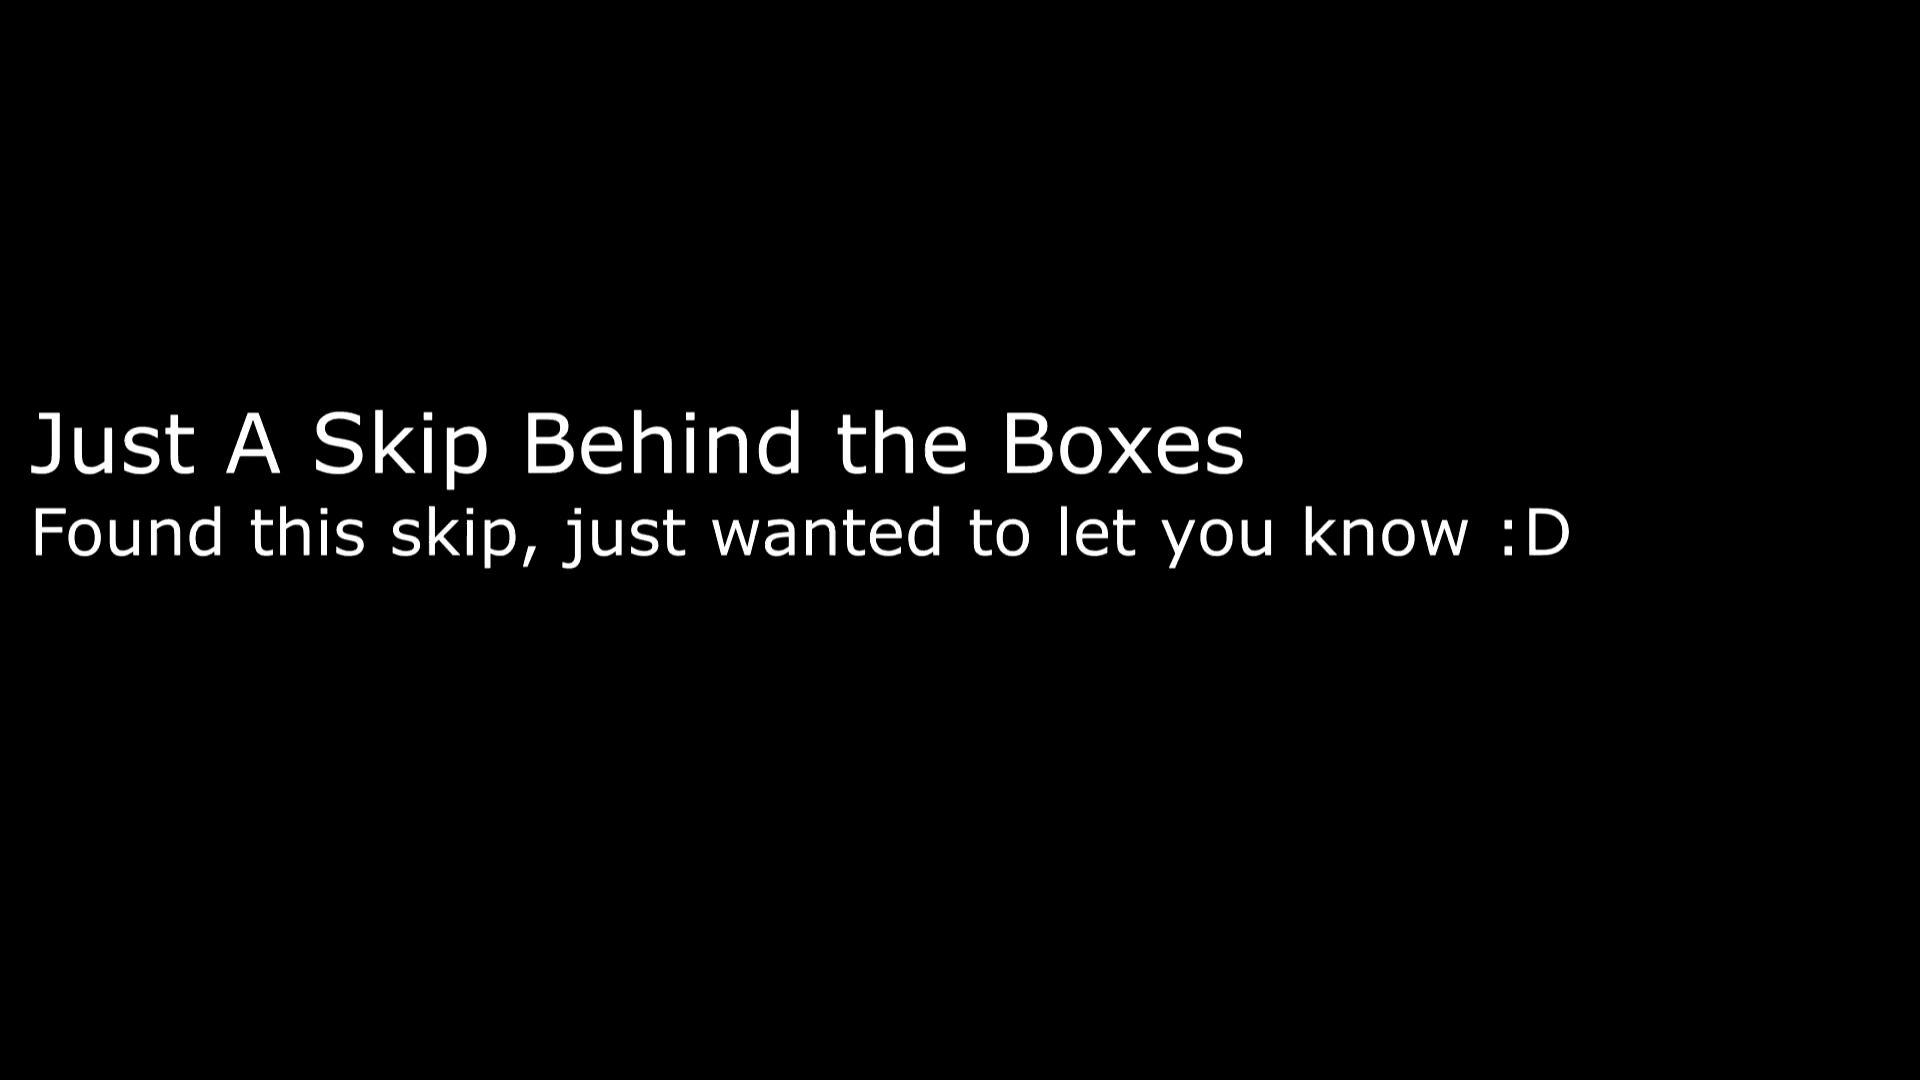 Just A Skip Behind the Boxes
Found this skip, just wanted to let you know :D